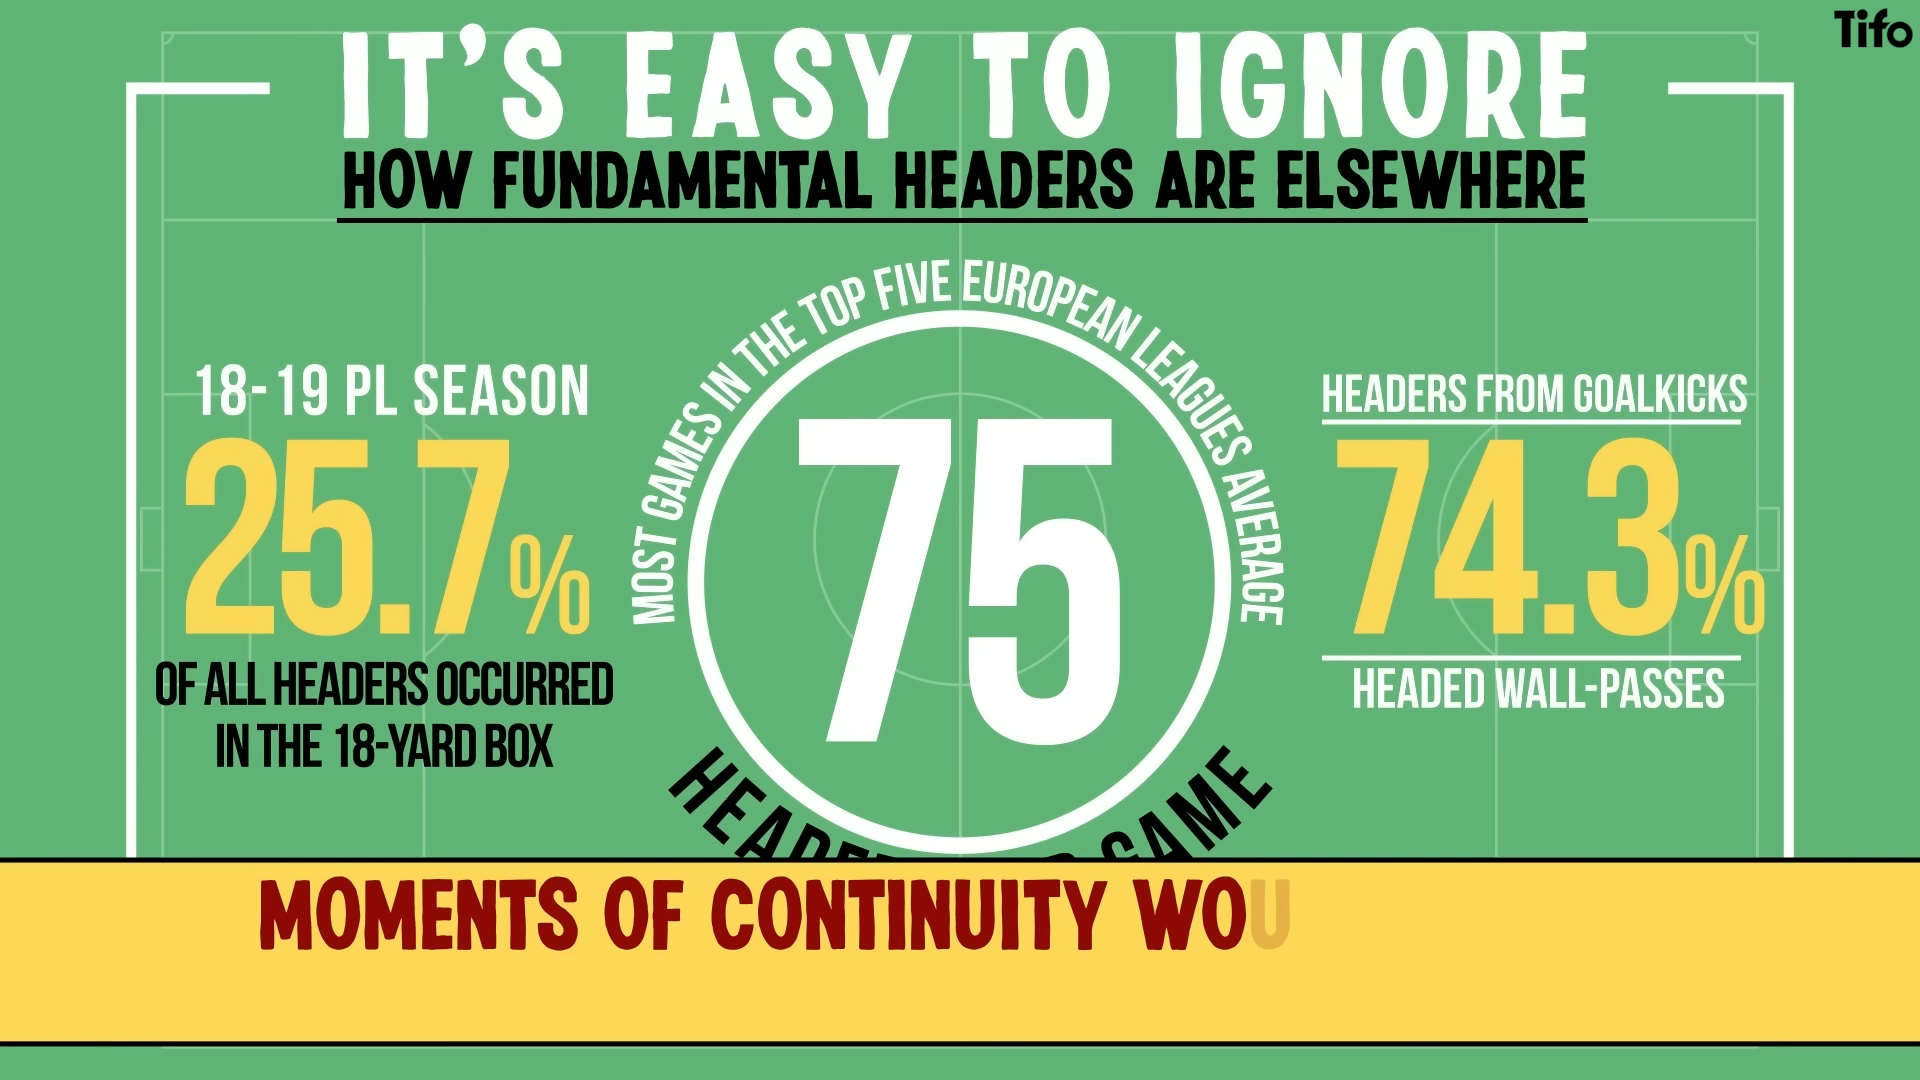 Tifo
IT'S EASY TO IGNORE
HOW FUNDAMENTAL HEADERS ARE ELSEWHERE
18-19 PL SEASON
25.7%
OF ALL HEADERS OCCURRED
IN THE 18-YARD BOX
MOST GAMES IN THE TOP FIVE EUROPEAN LEAGUES AVERAGE
75
GAME
HEADERS FROM GOALKICKS
74.3%
HEADED WALL-PASSES
MOMENTS OF CONTINUITY WOU